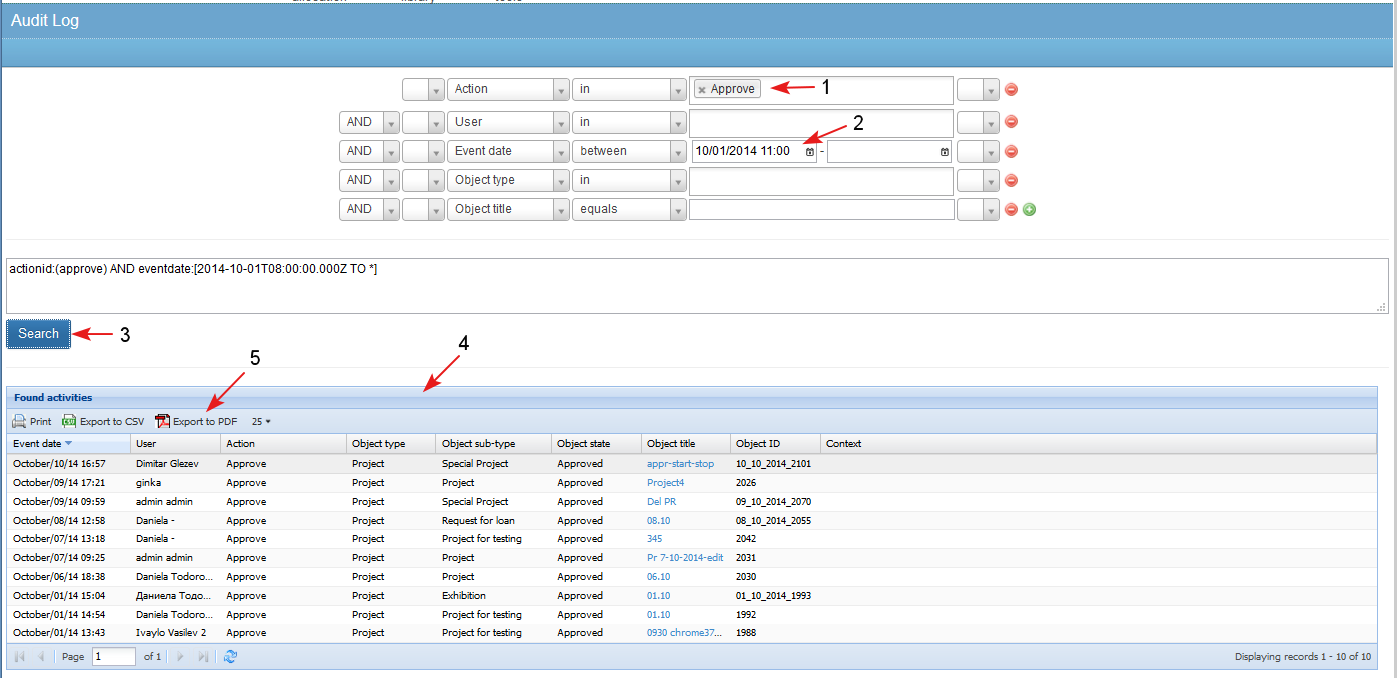 Audit Log
Action in Approve 1
AND User in
AND Event date between 10/01/2014 11:00 - 2
AND Object type in
AND Object title equals
actionid:(approve) AND eventdate:[2014-10-01T08:00:00.000Z TO *]
Search 3
5 4
Found activities
Print CSV Export to CSV Export to PDF 25
Event date User Action Object type Object sub-type Object state Object title Object ID Context
October/10/14 16:57 Dimitar Glezev Approve Project Special Project Approved appr-start-stop 10_10_2014_2101
October/09/14 17:21 ginka Approve Project Project Approved Project4 2026
October/09/14 09:59 admin admin Approve Project Special Project Approved Del PR 09_10_2014_2070
October/08/14 12:58 Daniela - Approve Project Request for loan Approved 08.10 08_10_2014_2055
October/07/14 13:18 Daniela - Approve Project Project for testing Approved 345 2042
October/07/14 09:25 admin admin Approve Project Project Approved Pr 7-10-2014-edit 2031
October/06/14 18:38 Daniela Todoro... Approve Project Project Approved 06.10 2030
October/01/14 15:04 Даниела Тодо... Approve Project Exhibition Approved 01.10 01_10_2014_1993
October/01/14 14:54 Daniela Todoro... Approve Project Project for testing Approved 01.10 1992
October/01/14 13:43 Ivaylo Vasilev 2 Approve Project Project for testing Approved 0930 chrome37... 1988
Page 1 of 1 Displaying records 1 - 10 of 10